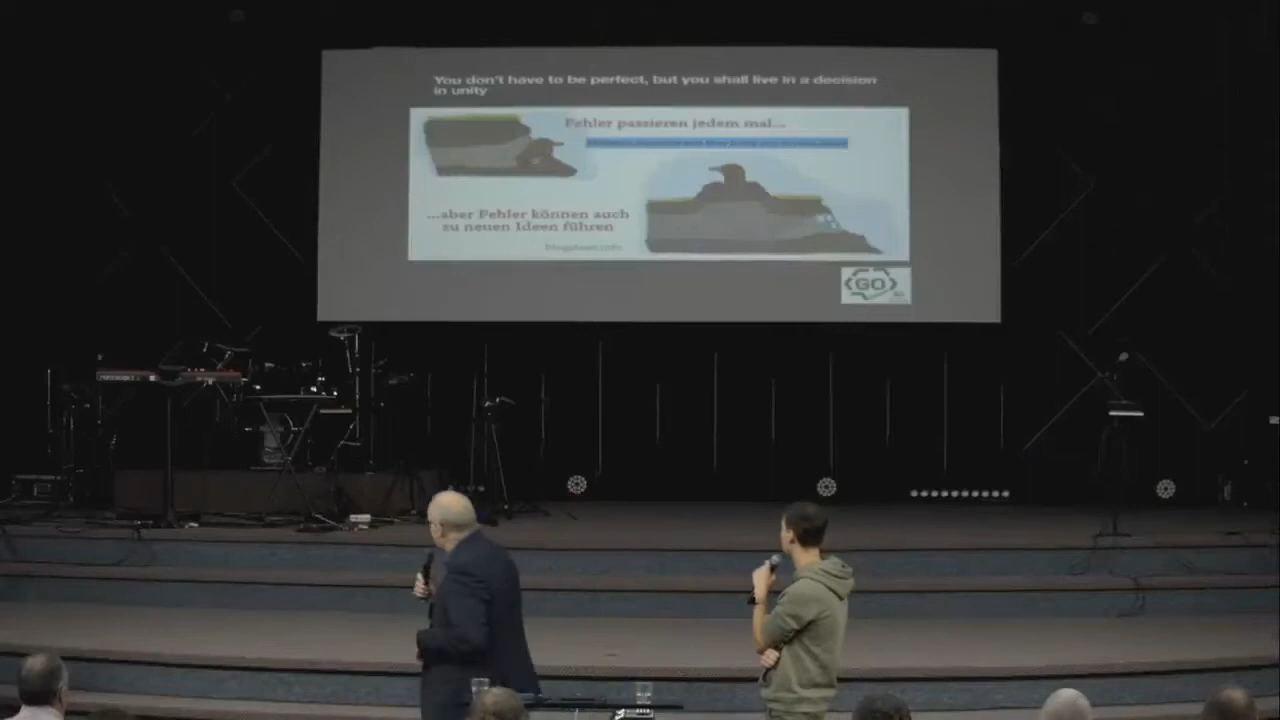 You don't have to be perfect, but you shall live in a decision
in unity
Fehler passieren jedem mal...
...aber Fehler können auch
zu neuen Ideen führen
GO